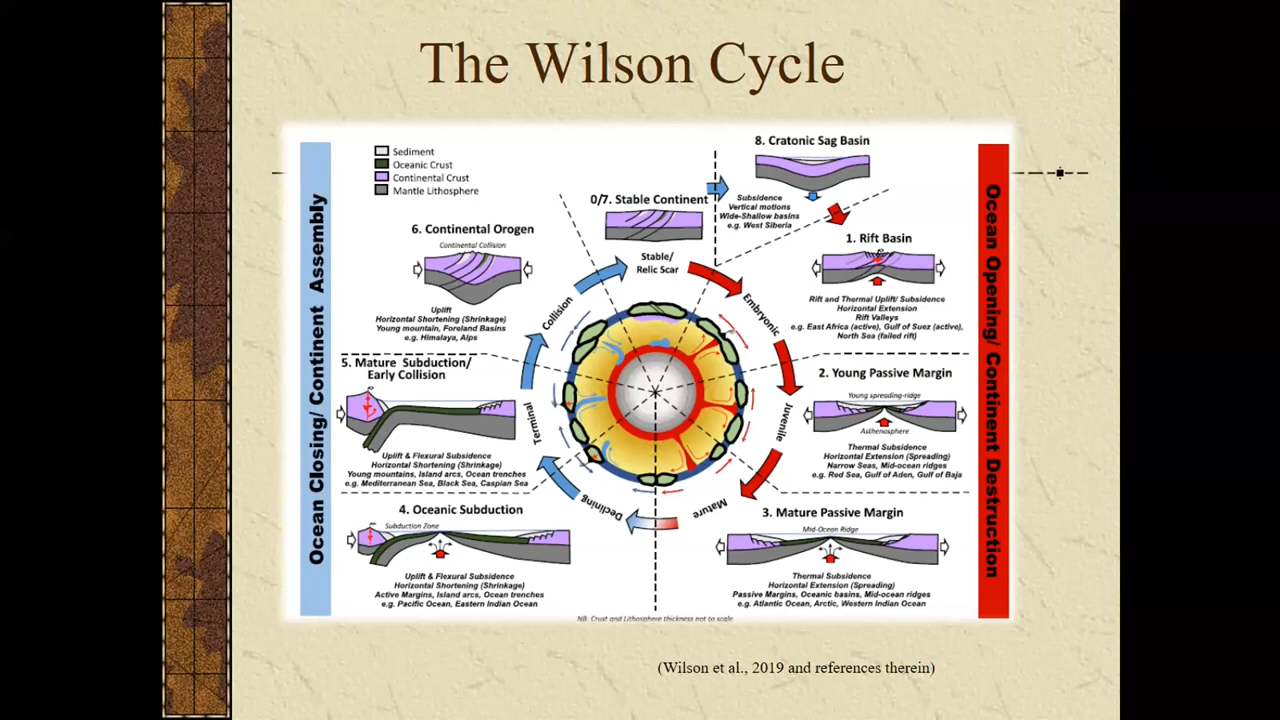 The Wilson Cycle
Sediment
Oceanic Crust
Continental Crust
Mantle Lithosphere
Ocean Closing/ Continent Assembly
Ocean Opening/ Continent Destruction
8. Cratonic Sag Basin
Subsidence
Vertical motions
Wide-Shallow basins
e.g. West Siberia
0/7. Stable Continent
Stable/
Relic Scar
1. Rift Basin
Rift and Thermal Uplift/ Subsidence
Horizontal Extension
Rift Valleys
e.g. East Africa (active), Gulf of Suez (active),
North Sea (failed rift)
Embryonic
2. Young Passive Margin
Young spreading-ridge
Asthenosphere
Thermal Subsidence
Horizontal Extension (Spreading)
Narrow Seas, Mid-ocean ridges
e.g. Red Sea, Gulf of Aden, Gulf of Baja
Juvenile
3. Mature Passive Margin
Mid-Ocean Ridge
Thermal Subsidence
Horizontal Extension (Spreading)
Passive Margins, Oceanic basins, Mid-ocean ridges
e.g. Atlantic Ocean, Arctic, Western Indian Ocean
Mature
4. Oceanic Subduction
Subduction Zone
Uplift & Flexural Subsidence
Horizontal Shortening (Shrinkage)
Active Margins, Island arcs, Ocean trenches
e.g. Pacific Ocean, Eastern Indian Ocean
Declining
5. Mature Subduction/
Early Collision
Uplift & Flexural Subsidence
Horizontal Shortening (Shrinkage)
Young mountains, Island arcs, Ocean trenches
e.g. Mediterranean Sea, Black Sea, Caspian Sea
Terminal
6. Continental Orogen
Continental Collision
Uplift
Horizontal Shortening (Shrinkage)
Young mountain, Foreland Basins
e.g. Himalaya, Alps
Collision
NB: Crust and Lithosphere thickness not to scale
(Wilson et al., 2019 and references therein)